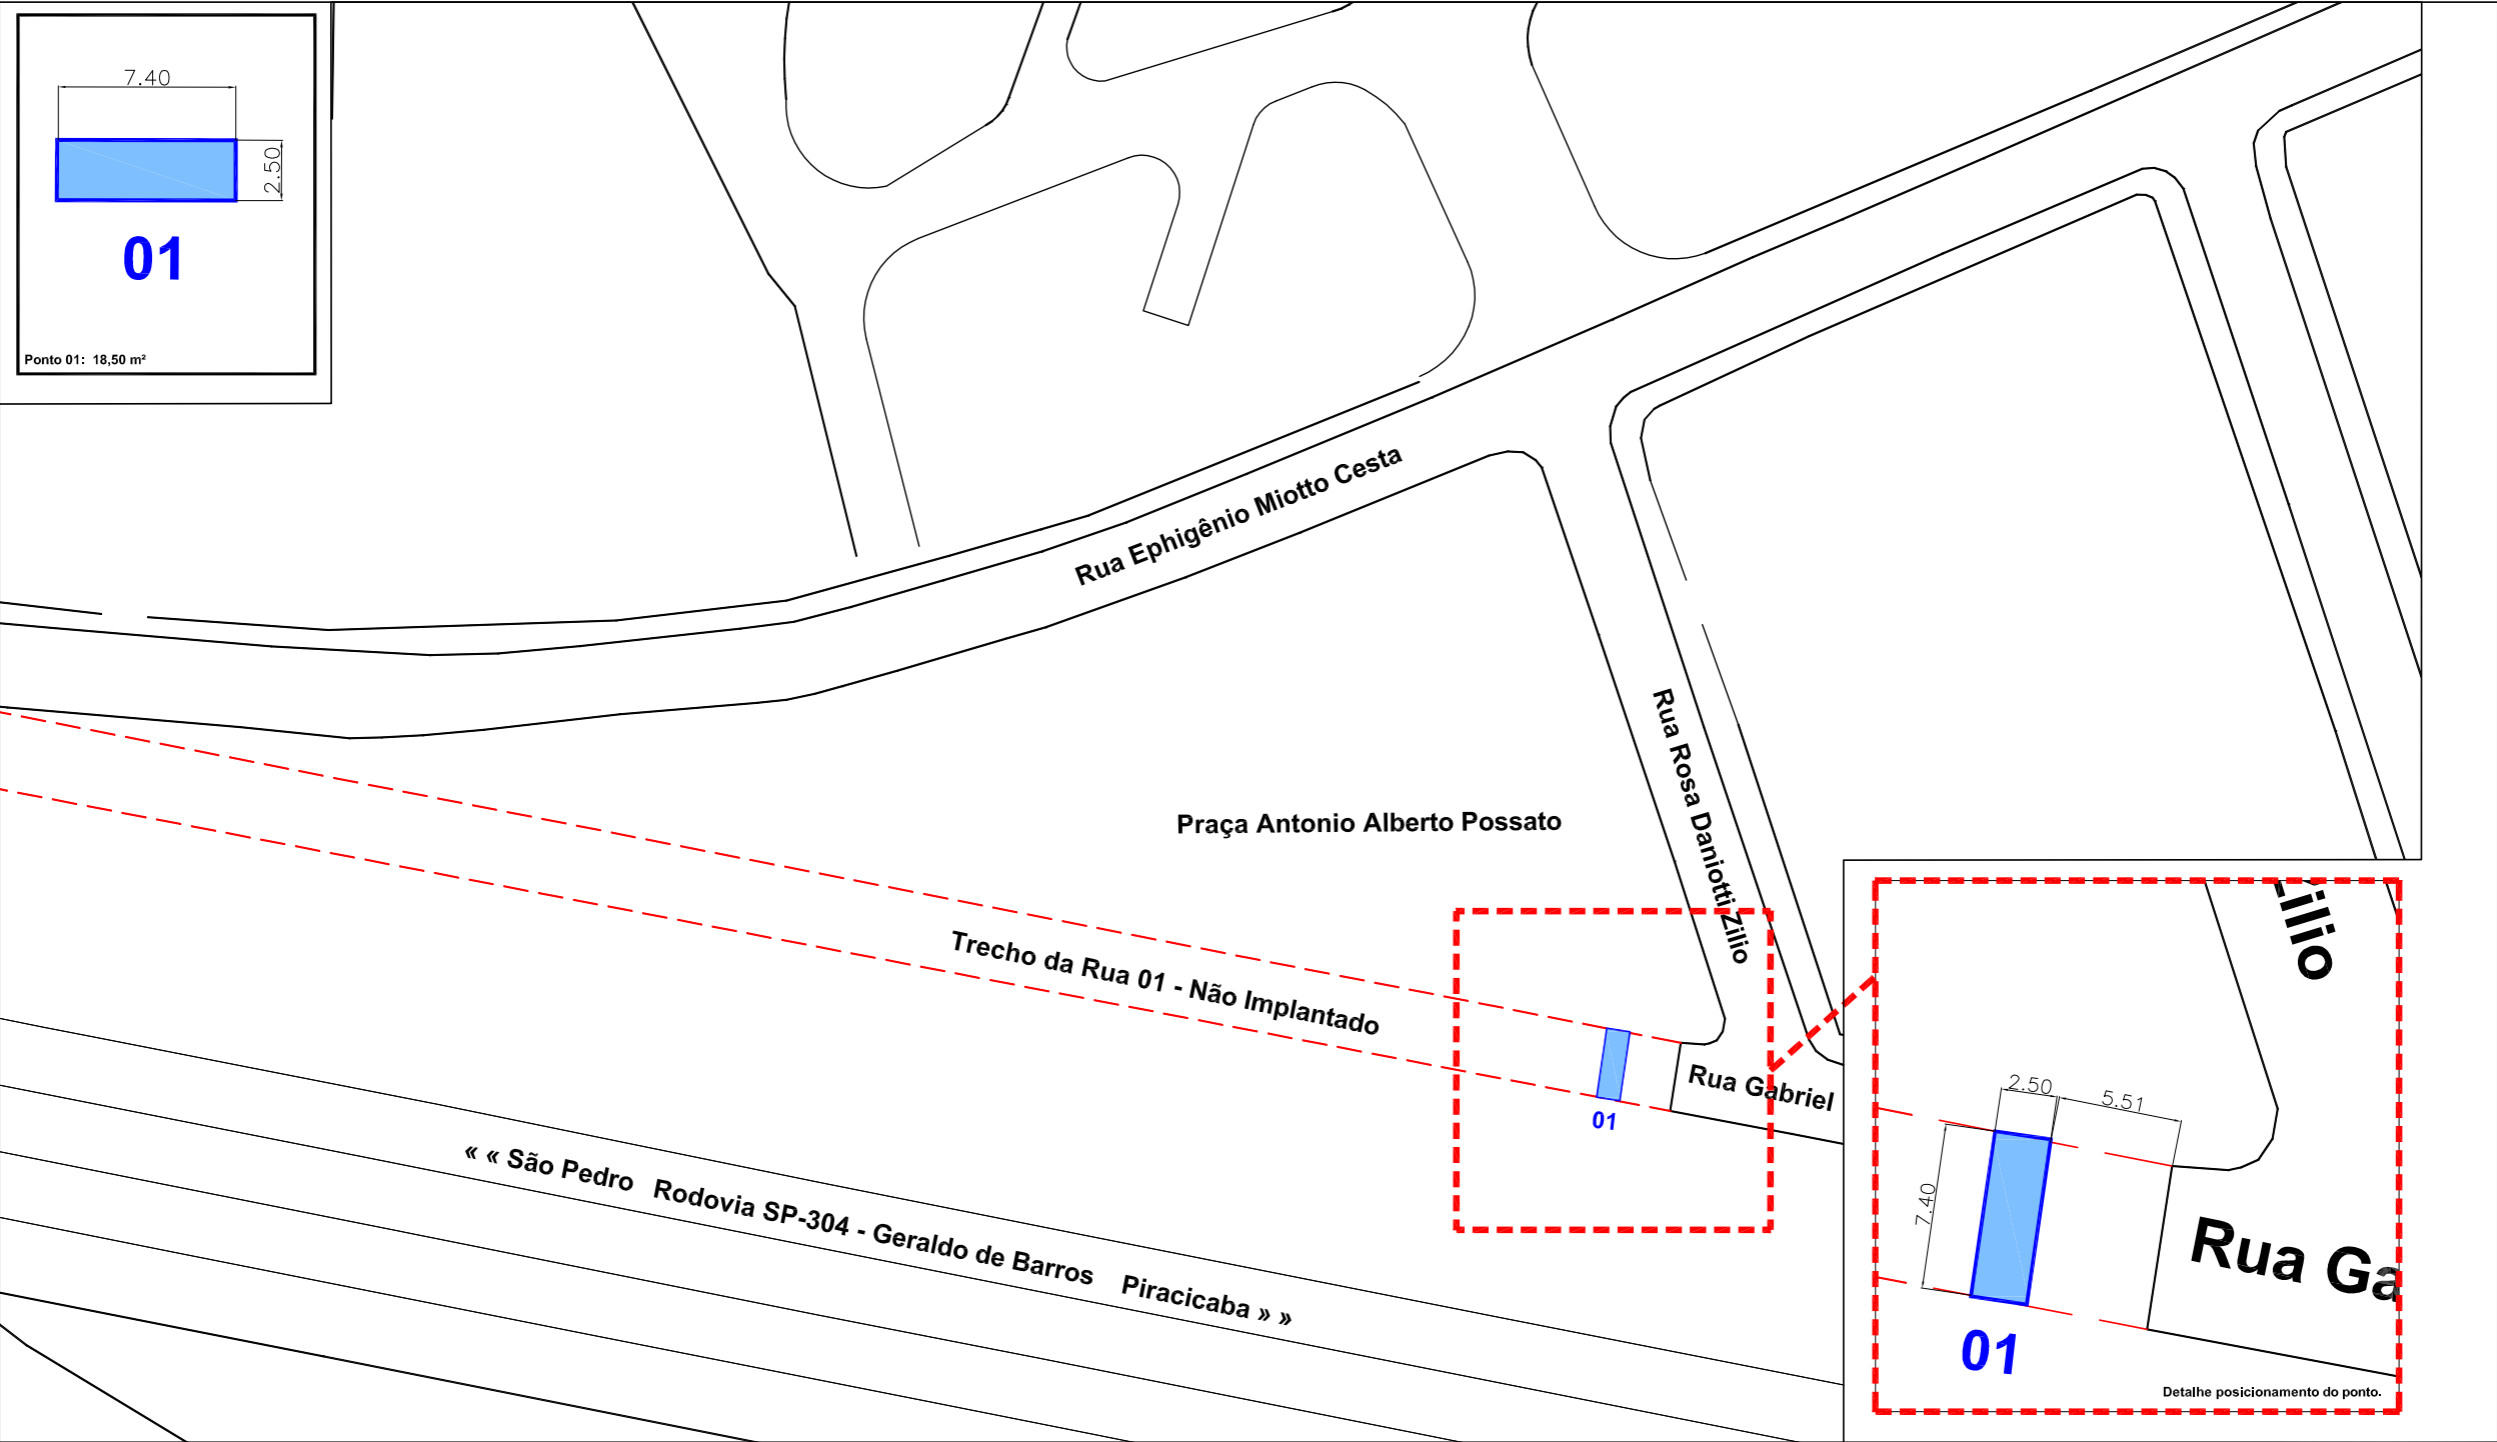 7.40
2.50
01
Ponto 01: 18,50 m²
Rua Ephigênio Miotto Cesta
Rua Rosa Daniotti Zilio
Praça Antonio Alberto Possato
Trecho da Rua 01 - Não Implantado
Rua Gabriel
01
« « São Pedro Rodovia SP-304 - Geraldo de Barros Piracicaba » »
Zilio
2.50
5.51
7.40
Rua Ga
01
Detalhe posicionamento do ponto.